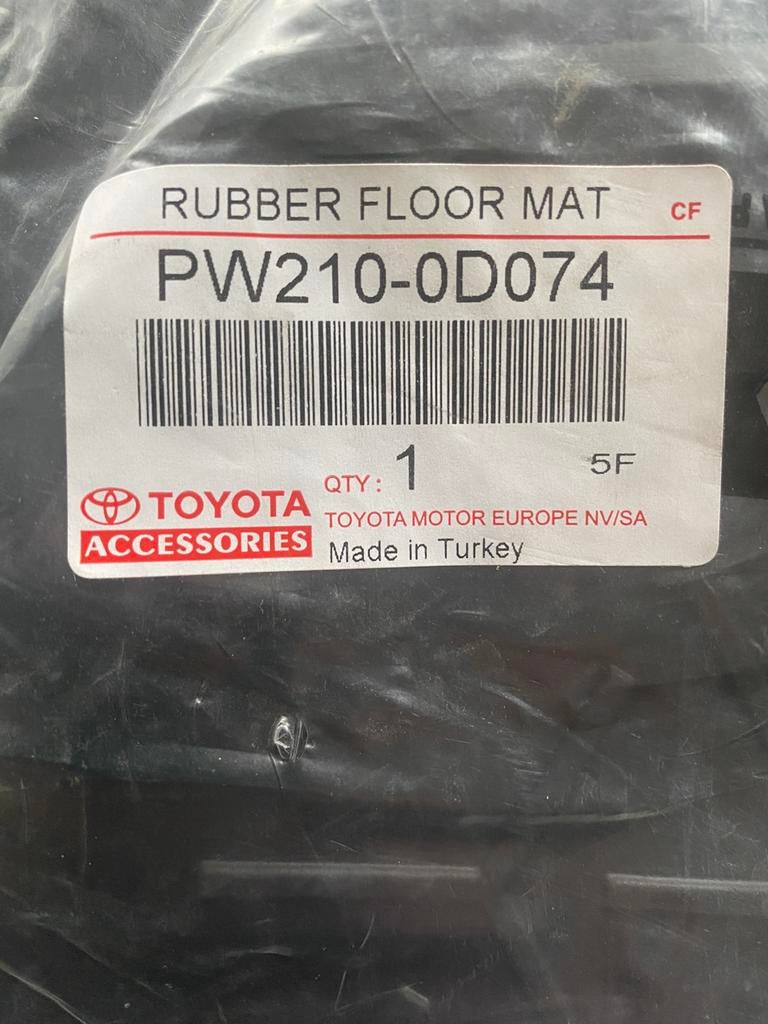 RUBBER FLOOR MAT CF
PW210-0D074
QTY : 1 5F
TOYOTA
ACCESSORIES
TOYOTA MOTOR EUROPE NV/SA
Made in Turkey